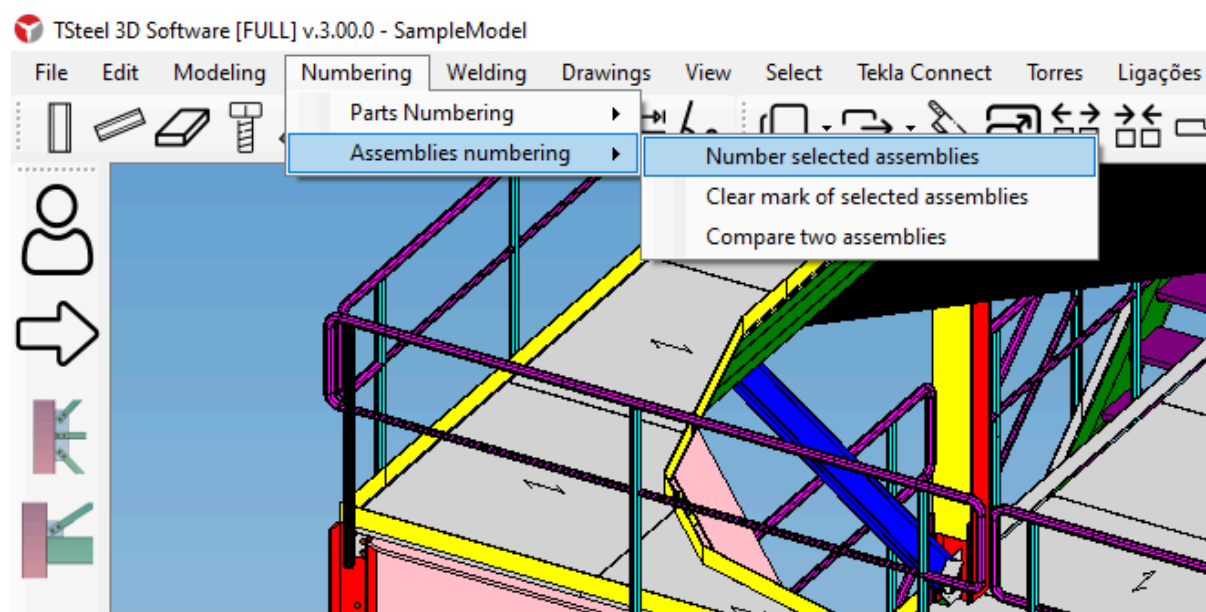 TSteel 3D Software [FULL] v.3.00.0 - SampleModel
File Edit Modeling Numbering Welding Drawings View Select Tekla Connect Torres Ligações
Parts Numbering
Assemblies numbering
Number selected assemblies
Clear mark of selected assemblies
Compare two assemblies